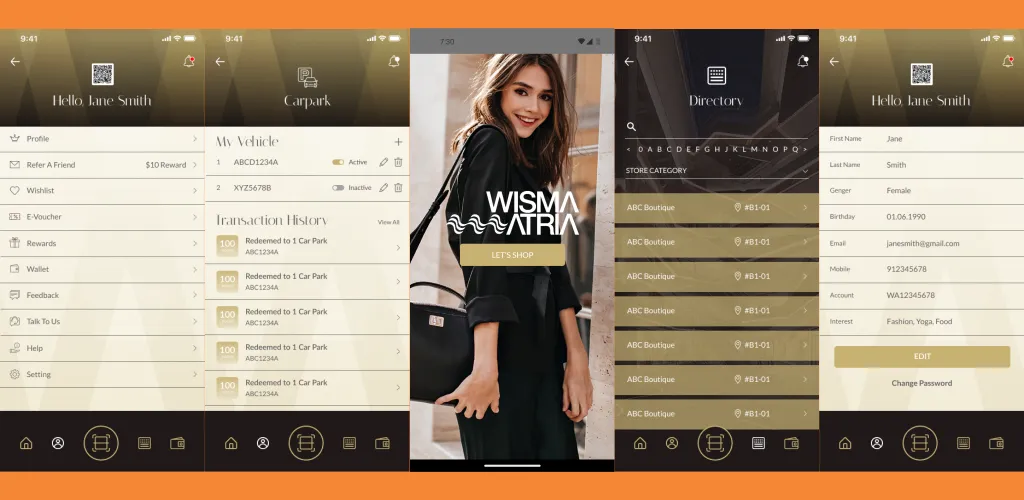 9:41
Hello, Jane Smith
Profile
Refer A Friend $10 Reward
Wishlist
E-Voucher
Rewards
Wallet
Feedback
Talk To Us
Help
Setting
9:41
Carpark
My Vehicle
1 ABCD1234A Active
2 XYZ5678B Inactive
Transaction History View All
100
Redeemed to 1 Car Park
ABC1234A
100
Redeemed to 1 Car Park
ABC1234A
100
Redeemed to 1 Car Park
ABC1234A
100
Redeemed to 1 Car Park
ABC1234A
100
Redeemed to 1 Car Park
ABC1234A
WISMA
ATRIA
LET'S SHOP
9:41
Directory
< 0 A B C D E F G H J K L M N O P Q >
STORE CATEGORY
ABC Boutique #B1-01
ABC Boutique #B1-01
ABC Boutique #B1-01
ABC Boutique #B1-01
ABC Boutique #B1-01
ABC Boutique #B1-01
ABC Boutique #B1-01
9:41
Hello, Jane Smith
First Name Jane
Last Name Smith
Genger Female
Birthday 01.06.1990
Email janesmith@gmail.com
Mobile 912345678
Account WA12345678
Interest Fashion, Yoga, Food
EDIT
Change Password